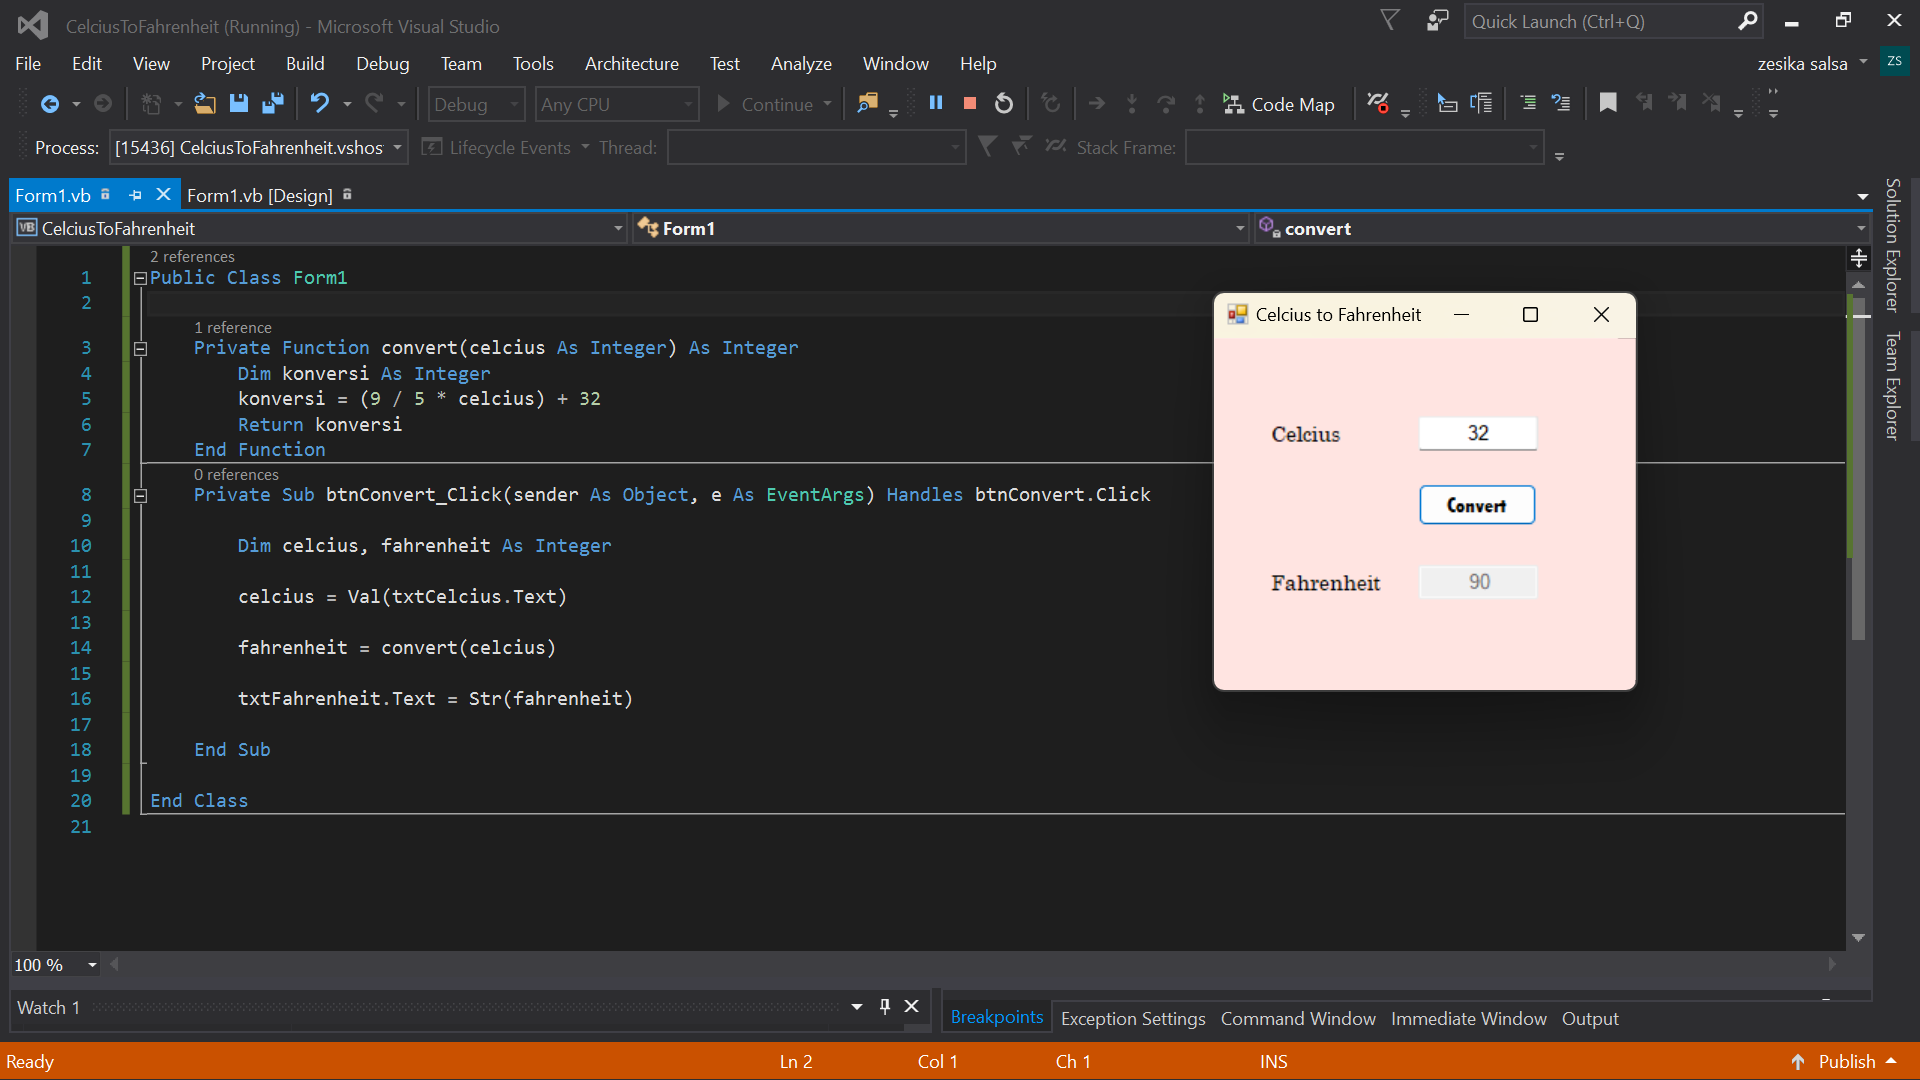 CelciusToFahrenheit (Running) - Microsoft Visual Studio
Quick Launch (Ctrl+Q)
File Edit View Project Build Debug Team Tools Architecture Test Analyze Window Help
zesika salsa ZS
Debug Any CPU Continue Code Map
Process: [15436] CelciusToFahrenheit.vshos Lifecycle Events Thread: Stack Frame:
Form1.vb Form1.vb [Design]
VB CelciusToFahrenheit Form1 convert
2 references
1 Public Class Form1
2
1 reference
3 Private Function convert(celcius As Integer) As Integer
4 Dim konversi As Integer
5 konversi = (9 / 5 * celcius) + 32
6 Return konversi
7 End Function
0 references
8 Private Sub btnConvert_Click(sender As Object, e As EventArgs) Handles btnConvert.Click
9
10 Dim celcius, fahrenheit As Integer
11
12 celcius = Val(txtCelcius.Text)
13
14 fahrenheit = convert(celcius)
15
16 txtFahrenheit.Text = Str(fahrenheit)
17
18 End Sub
19
20 End Class
21
Celcius to Fahrenheit
Celcius 32
Convert
Fahrenheit 90
Solution Explorer
Team Explorer
100 %
Watch 1
Breakpoints Exception Settings Command Window Immediate Window Output
Ready Ln 2 Col 1 Ch 1 INS Publish